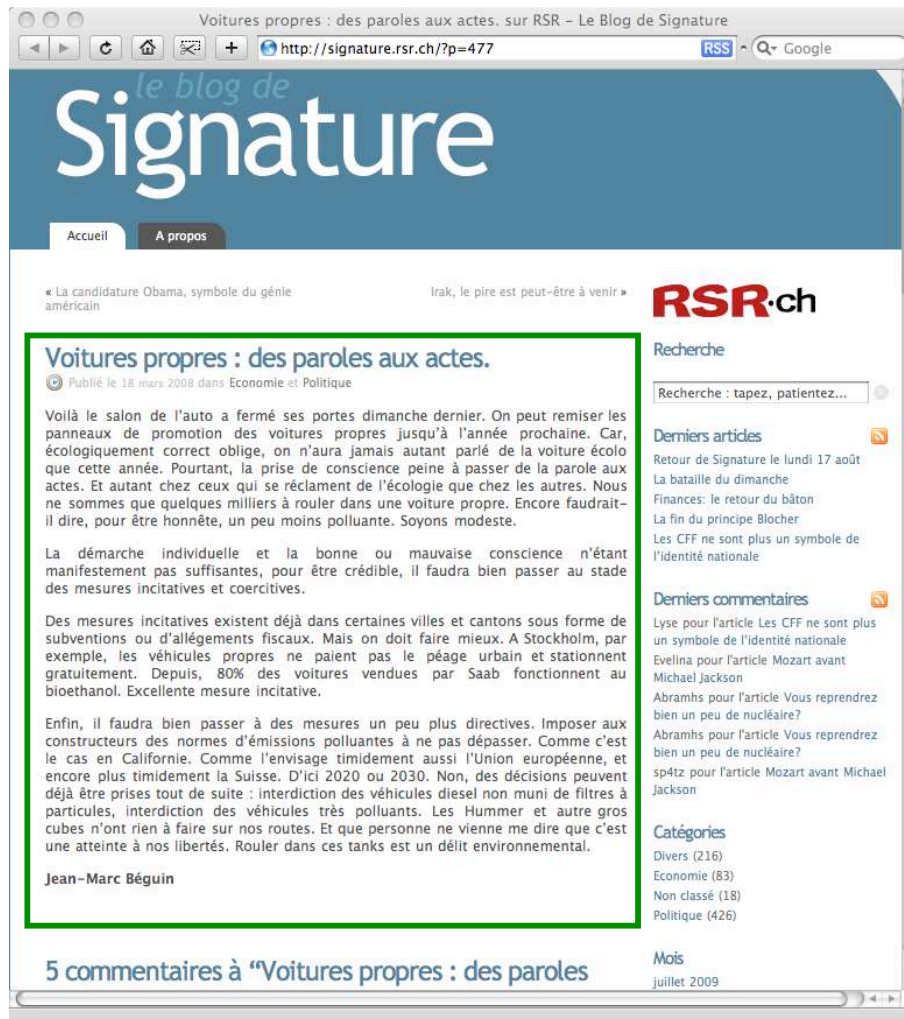 Voitures propres : des paroles aux actes. sur RSR – Le Blog de Signature
http://signature.rsr.ch/?p=477
RSS
Google
le blog de
Signature
Accueil
A propos
« La candidature Obama, symbole du génie
américain
Irak, le pire est peut-être à venir »
Voitures propres : des paroles aux actes.
Publié le 18 mars 2008 dans Economie et Politique
Voilà le salon de l'auto a fermé ses portes dimanche dernier. On peut remiser les
panneaux de promotion des voitures propres jusqu'à l'année prochaine. Car,
écologiquement correct oblige, on n'aura jamais autant parlé de la voiture écolo
que cette année. Pourtant, la prise de conscience peine à passer de la parole aux
actes. Et autant chez ceux qui se réclament de l'écologie que chez les autres. Nous
ne sommes que quelques milliers à rouler dans une voiture propre. Encore faudrait-
il dire, pour être honnête, un peu moins polluante. Soyons modeste.
La démarche individuelle et la bonne ou mauvaise conscience n'étant
manifestement pas suffisantes, pour être crédible, il faudra bien passer au stade
des mesures incitatives et coercitives.
Des mesures incitatives existent déjà dans certaines villes et cantons sous forme de
subventions ou d'allégements fiscaux. Mais on doit faire mieux. A Stockholm, par
exemple, les véhicules propres ne paient pas le péage urbain et stationnent
gratuitement. Depuis, 80% des voitures vendues par Saab fonctionnent au
bioethanol. Excellente mesure incitative.
Enfin, il faudra bien passer à des mesures un peu plus directives. Imposer aux
constructeurs des normes d'émissions polluantes à ne pas dépasser. Comme c'est
le cas en Californie. Comme l'envisage timidement aussi l'Union européenne, et
encore plus timidement la Suisse. D'ici 2020 ou 2030. Non, des décisions peuvent
déjà être prises tout de suite : interdiction des véhicules diesel non muni de filtres à
particules, interdiction des véhicules très polluants. Les Hummer et autre gros
cubes n'ont rien à faire sur nos routes. Et que personne ne vienne me dire que c'est
une atteinte à nos libertés. Rouler dans ces tanks est un délit environnemental.
Jean-Marc Béguin
5 commentaires à “Voitures propres : des paroles
RSR.ch
Recherche
Recherche : tapez, patientez...
Derniers articles
Retour de Signature le lundi 17 août
La bataille du dimanche
Finances: le retour du bâton
La fin du principe Blocher
Les CFF ne sont plus un symbole de
l'identité nationale
Derniers commentaires
Lyse pour l'article Les CFF ne sont plus
un symbole de l'identité nationale
Evelina pour l'article Mozart avant
Michael Jackson
Abramhs pour l'article Vous reprendrez
bien un peu de nucléaire?
Abramhs pour l'article Vous reprendrez
bien un peu de nucléaire?
sp4tz pour l'article Mozart avant Michael
Jackson
Catégories
Divers (216)
Economie (83)
Non classé (18)
Politique (426)
Mois
juillet 2009